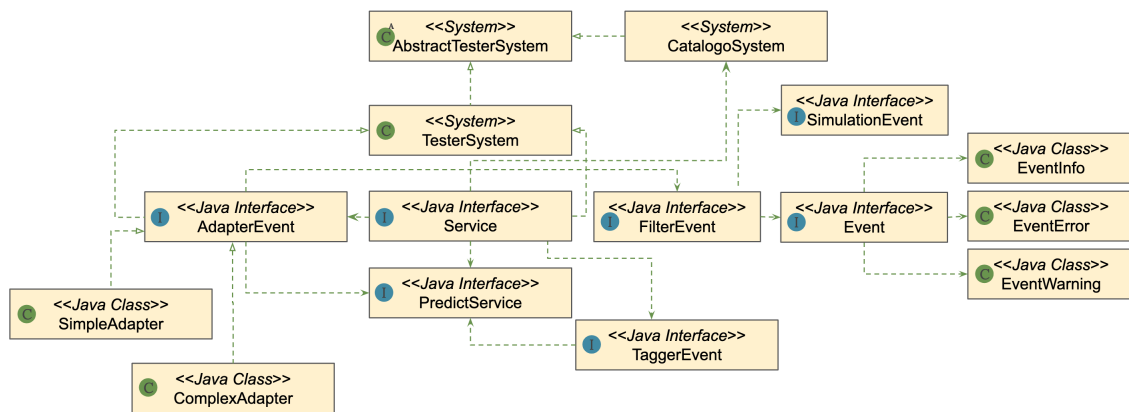 A
C
<<System>>
AbstractTesterSystem
<<System>>
CatalogoSystem
I
<<Java Interface>>
SimulationEvent
C
<<System>>
TesterSystem
C
<<Java Class>>
EventInfo
I
<<Java Interface>>
AdapterEvent
I
<<Java Interface>>
Service
I
<<Java Interface>>
FilterEvent
I
<<Java Interface>>
Event
C
<<Java Class>>
EventError
C
<<Java Class>>
EventWarning
I
<<Java Interface>>
PredictService
C
<<Java Class>>
SimpleAdapter
I
<<Java Interface>>
TaggerEvent
C
<<Java Class>>
ComplexAdapter